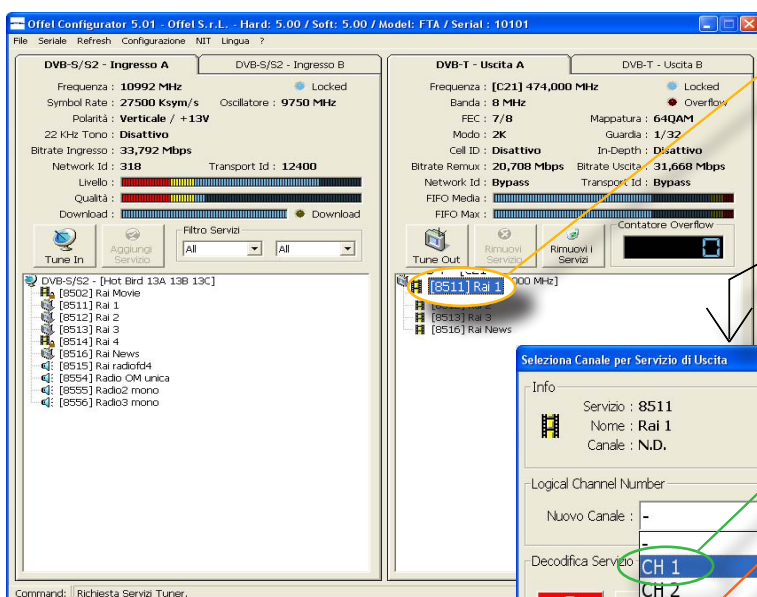 Offel Configurator 5.01 - Offel S.r.L. - Hard: 5.00 / Soft: 5.00 / Model: FTA / Serial : 10101
File Seriale Refresh Configurazione NIT Lingua ?
DVB-S/S2 - Ingresso A
DVB-S/S2 - Ingresso B
Frequenza : 10992 MHz
Locked
Symbol Rate : 27500 Ksym/s
Oscillatore : 9750 MHz
Polarità : Verticale / +13V
22 KHz Tono : Disattivo
Bitrate Ingresso : 33,792 Mbps
Network Id : 318
Transport Id : 12400
Livello :
Qualità :
Download :
Download
Tune In
Aggiungi Servizio
Filtro Servizi
All
All
DVB-S/S2 - [Hot Bird 13A 13B 13C]
[8502] Rai Movie
[8511] Rai 1
[8512] Rai 2
[8513] Rai 3
[8514] Rai 4
[8516] Rai News
[8515] Rai radiofd4
[8554] Radio OM unica
[8555] Radio2 mono
[8556] Radio3 mono
DVB-T - Uscita A
DVB-T - Uscita B
Frequenza : [C21] 474,000 MHz
Locked
Banda : 8 MHz
Overflow
FEC : 7/8
Mappatura : 64QAM
Modo : 2K
Guardia : 1/32
Cell ID : Disattivo
In-Depth : Disattivo
Bitrate Remux : 20,708 Mbps
Bitrate Uscita : 31,668 Mbps
Network Id : Bypass
Transport Id : Bypass
FIFO Media :
FIFO Max :
Tune Out
Rimuovi Servizio
Rimuovi i Servizi
Contatore Overflow
0
000 MHz]
[8511] Rai 1
[8513] Rai 3
[8516] Rai News
Seleziona Canale per Servizio di Uscita
Info
Servizio : 8511
Nome : Rai 1
Canale : N.D.
Logical Channel Number
Nuovo Canale : -
-
CH 1
CH 2
Decodifica Servizio
Command: Richiesta Servizi Tuner.